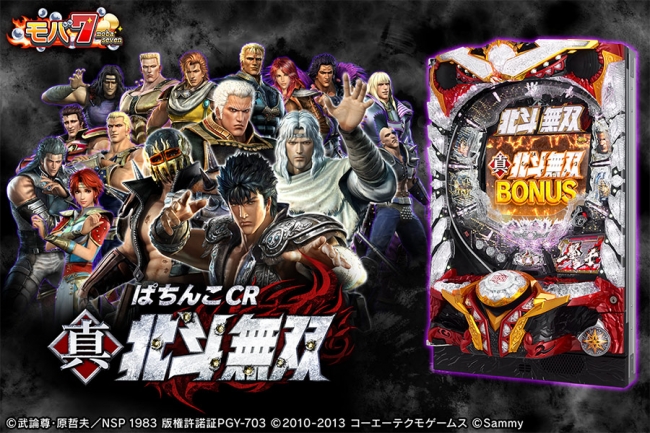 モバ7
moba seven
北斗無双
真 北斗無双
BONUS
ぱちんこCR
真 北斗無双
©武論尊・原哲夫／NSP 1983 版権許諾証PGY-703 ©2010-2013 コーエーテクモゲームス ©Sammy